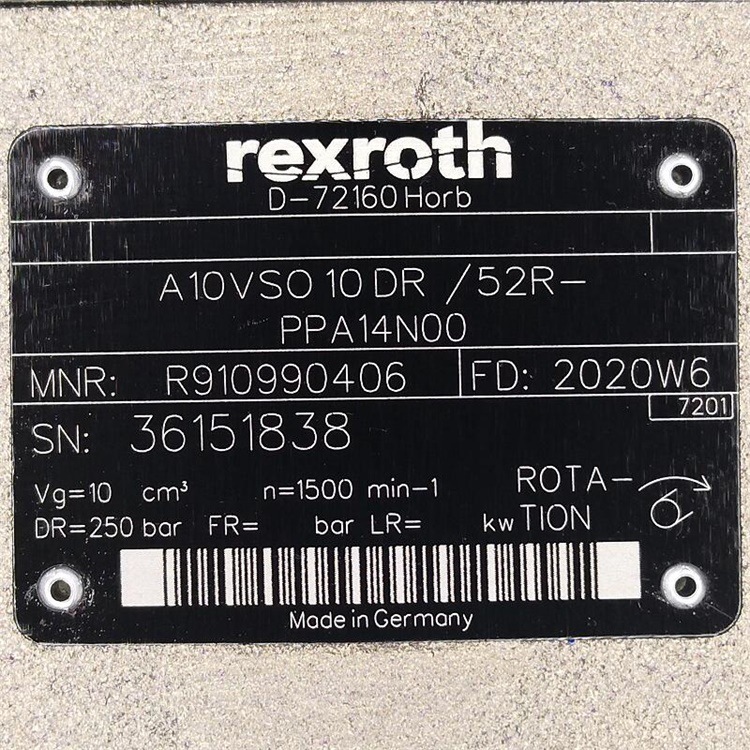 rexroth
D-72160 Horb
A10VSO 10 DR /52R-
PPA14N00
MNR: R910990406 FD: 2020W6
7201
SN: 36151838
Vg=10 cm³ n=1500 min-1 ROTA-
DR=250 bar FR= bar LR= kw TION
Made in Germany